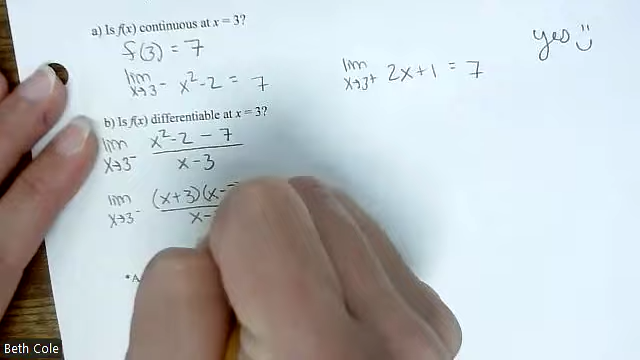 a) Is f(x) continuous at x = 3?
f(3) = 7
yes
lim x→3⁻ x²-2 = 7
lim x→3⁺ 2x+1 = 7
b) Is f(x) differentiable at x = 3?
lim x→3⁻ x²-2-7
x-3
lim x→3⁻ (x+3)(x-
x-
*A
Beth Cole